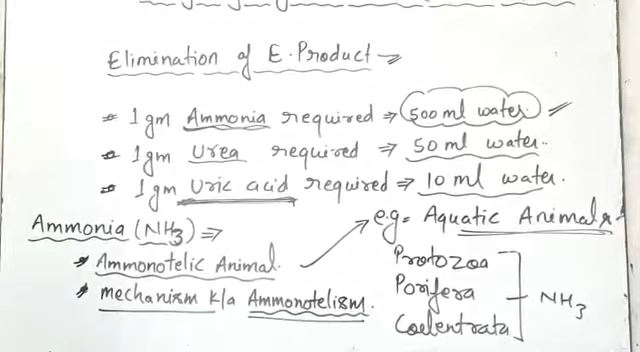 Elimination of E. Product →
1 gm Ammonia required ⇒ 500 ml water.
1 gm Urea required ⇒ 50 ml water..
1 gm Uric acid required ⇒ 10 ml water.
Ammonia (NH3) ⇒
Ammonotelic Animal. → e.g = Aquatic Animals
mechanism k/a Ammonotelism.
Protozoa
Porifera
Coelentrata
NH3